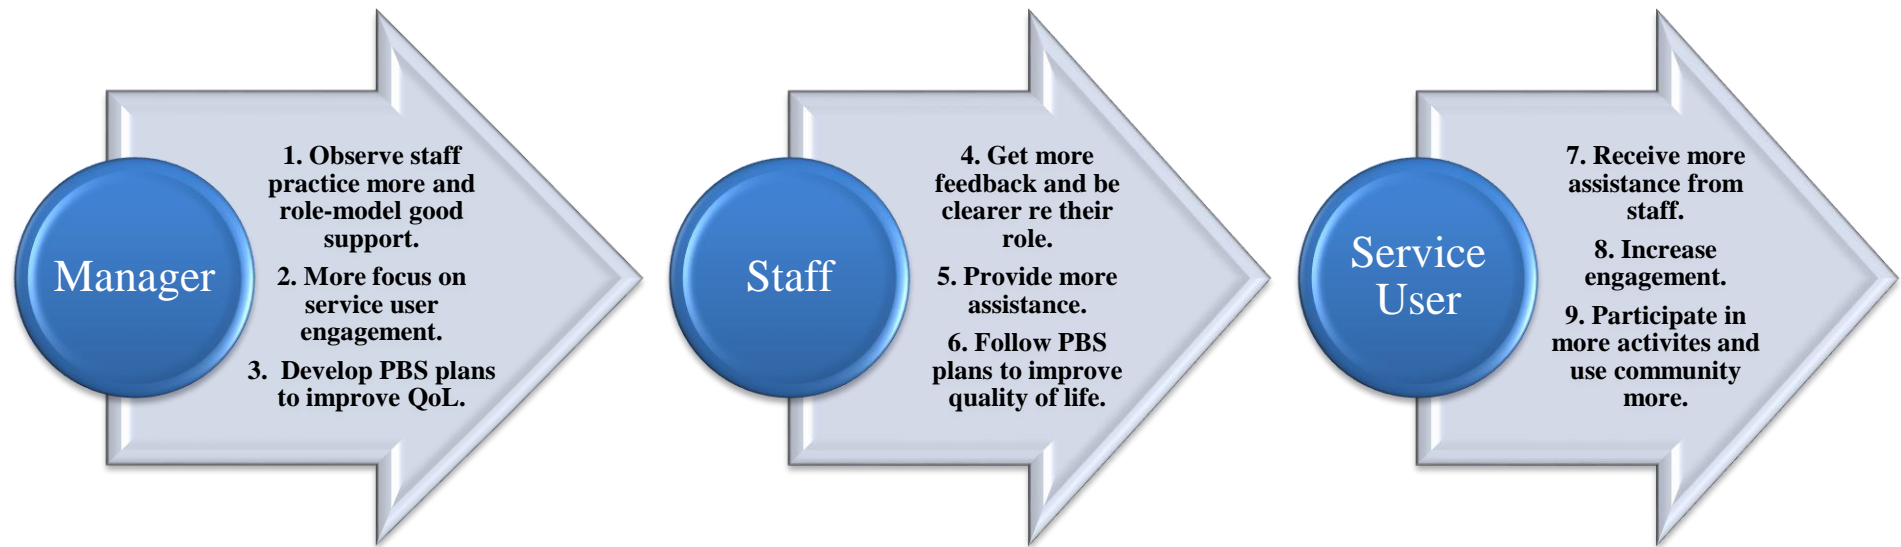 Manager
1. Observe staff
practice more and
role-model good
support.
2. More focus on
service user
engagement.
3.  Develop PBS plans
to improve QoL.
Staff
4. Get more
feedback and be
clearer re their
role.
5. Provide more
assistance.
6. Follow PBS
plans to improve
quality of life.
Service
User
7. Receive more
assistance from
staff.
8. Increase
engagement.
9. Participate in
more activites and
use community
more.